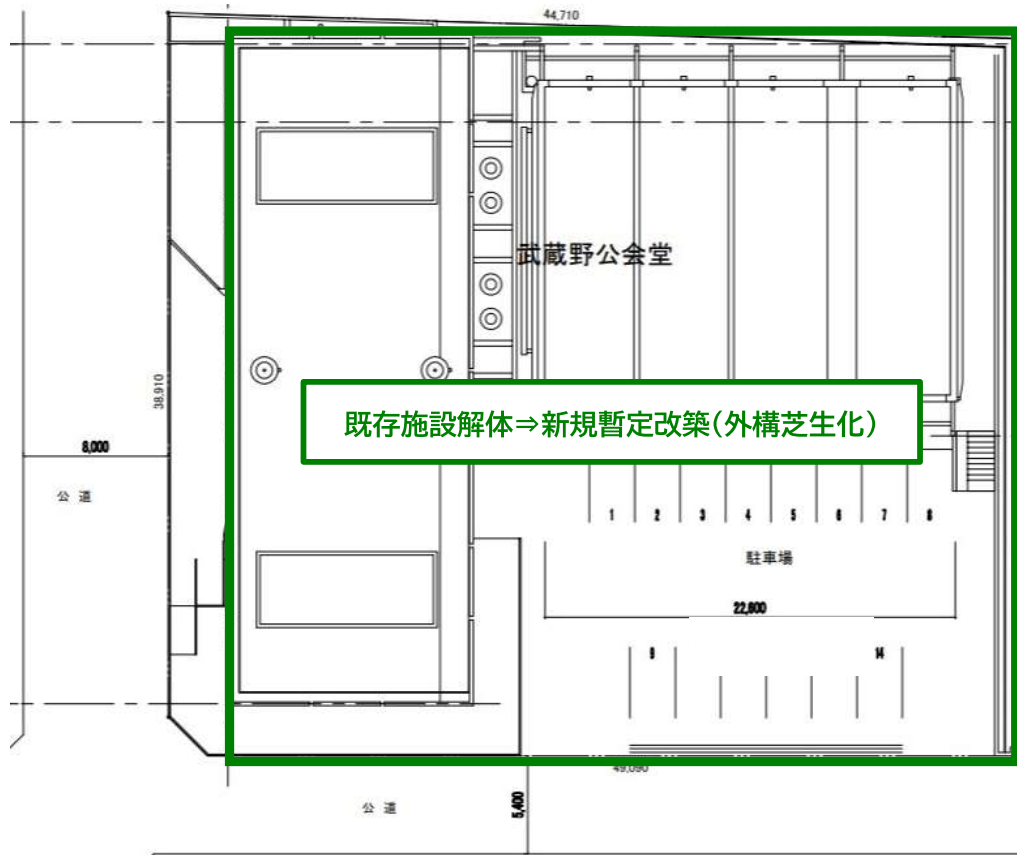 44,710
武蔵野公会堂
38,910
既存施設解体⇒新規暫定改築(外構芝生化)
8,000
公 道
1 2 3 4 5 6 7 8
駐車場
22,600
9 14
49,090
公 道
5,400